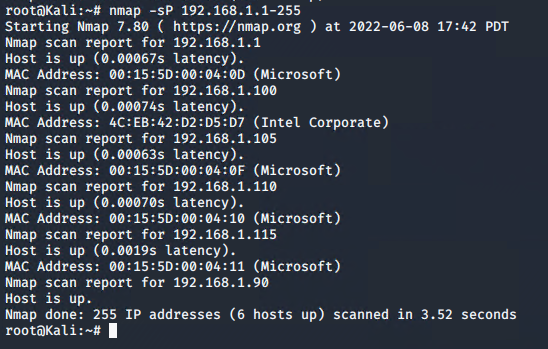 root@Kali:~# nmap -sP 192.168.1.1-255
Starting Nmap 7.80 ( https://nmap.org ) at 2022-06-08 17:42 PDT
Nmap scan report for 192.168.1.1
Host is up (0.00067s latency).
MAC Address: 00:15:5D:00:04:0D (Microsoft)
Nmap scan report for 192.168.1.100
Host is up (0.00074s latency).
MAC Address: 4C:EB:42:D2:D5:D7 (Intel Corporate)
Nmap scan report for 192.168.1.105
Host is up (0.00063s latency).
MAC Address: 00:15:5D:00:04:0F (Microsoft)
Nmap scan report for 192.168.1.110
Host is up (0.00070s latency).
MAC Address: 00:15:5D:00:04:10 (Microsoft)
Nmap scan report for 192.168.1.115
Host is up (0.0019s latency).
MAC Address: 00:15:5D:00:04:11 (Microsoft)
Nmap scan report for 192.168.1.90
Host is up.
Nmap done: 255 IP addresses (6 hosts up) scanned in 3.52 seconds
root@Kali:~#